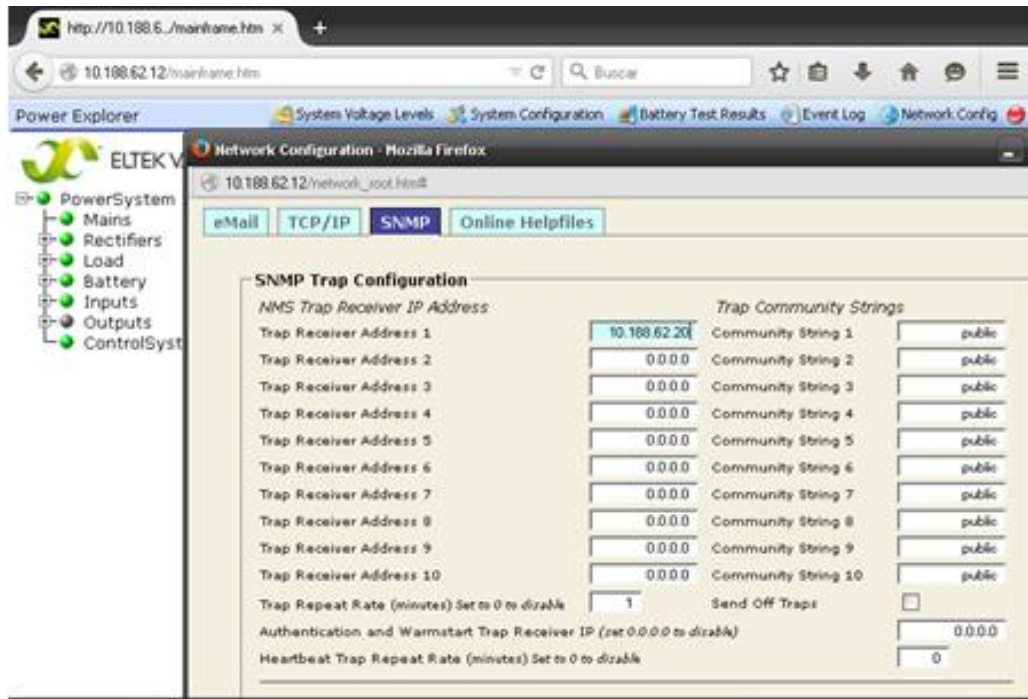 http://10.188.6../mainframe.htm × +
10.188.62.12/mainframe.htm Buscar
Power Explorer System Voltage Levels System Configuration Battery Test Results Event Log Network Config
ELTEK V
Network Configuration - Mozilla Firefox
10.188.62.12/network_root.htm#
PowerSystem
Mains
Rectifiers
Load
Battery
Inputs
Outputs
ControlSyst
eMail TCP/IP SNMP Online Helpfiles
SNMP Trap Configuration
NMS Trap Receiver IP Address Trap Community Strings
Trap Receiver Address 1 10.188.62.20 Community String 1 public
Trap Receiver Address 2 0.0.0.0 Community String 2 public
Trap Receiver Address 3 0.0.0.0 Community String 3 public
Trap Receiver Address 4 0.0.0.0 Community String 4 public
Trap Receiver Address 5 0.0.0.0 Community String 5 public
Trap Receiver Address 6 0.0.0.0 Community String 6 public
Trap Receiver Address 7 0.0.0.0 Community String 7 public
Trap Receiver Address 8 0.0.0.0 Community String 8 public
Trap Receiver Address 9 0.0.0.0 Community String 9 public
Trap Receiver Address 10 0.0.0.0 Community String 10 public
Trap Repeat Rate (minutes) Set to 0 to disable 1 Send Off Traps
Authentication and Warmstart Trap Receiver IP (set 0.0.0.0 to disable) 0.0.0.0
Heartbeat Trap Repeat Rate (minutes) Set to 0 to disable 0